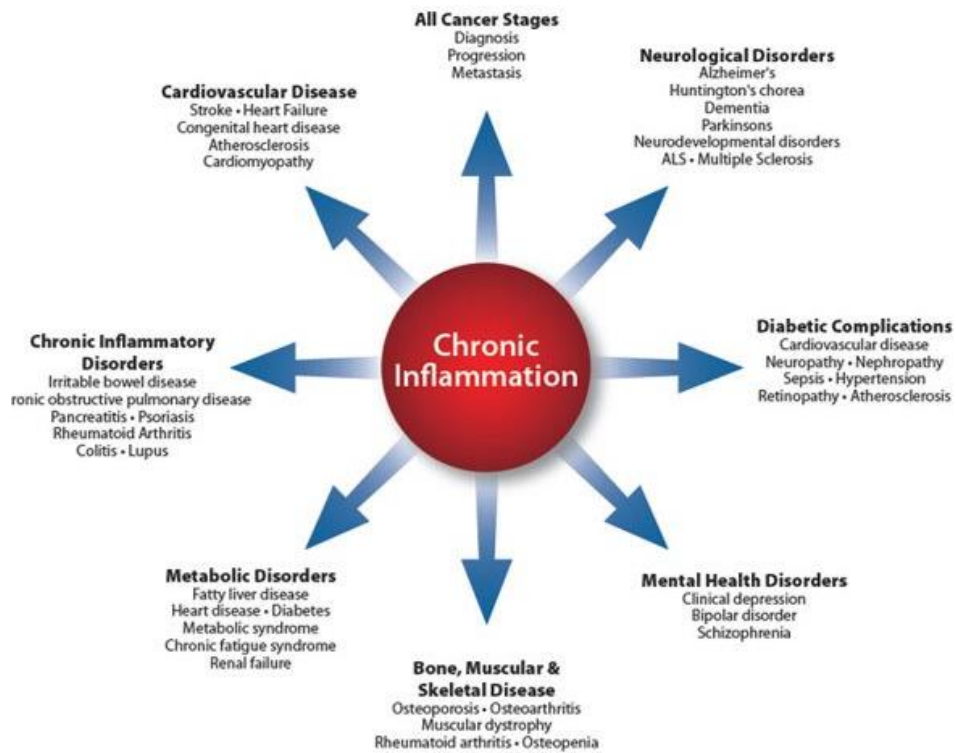 All Cancer Stages
Diagnosis
Progression
Metastasis
Neurological Disorders
Alzheimer's
Huntington's chorea
Dementia
Parkinsons
Neurodevelopmental disorders
ALS • Multiple Sclerosis
Cardiovascular Disease
Stroke • Heart Failure
Congenital heart disease
Atherosclerosis
Cardiomyopathy
Chronic
Inflammation
Diabetic Complications
Cardiovascular disease
Neuropathy • Nephropathy
Sepsis • Hypertension
Retinopathy • Atherosclerosis
Chronic Inflammatory
Disorders
Irritable bowel disease
ronic obstructive pulmonary disease
Pancreatitis • Psoriasis
Rheumatoid Arthritis
Colitis • Lupus
Metabolic Disorders
Fatty liver disease
Heart disease • Diabetes
Metabolic syndrome
Chronic fatigue syndrome
Renal failure
Mental Health Disorders
Clinical depression
Bipolar disorder
Schizophrenia
Bone, Muscular &
Skeletal Disease
Osteoporosis • Osteoarthritis
Muscular dystrophy
Rheumatoid arthritis • Osteopenia